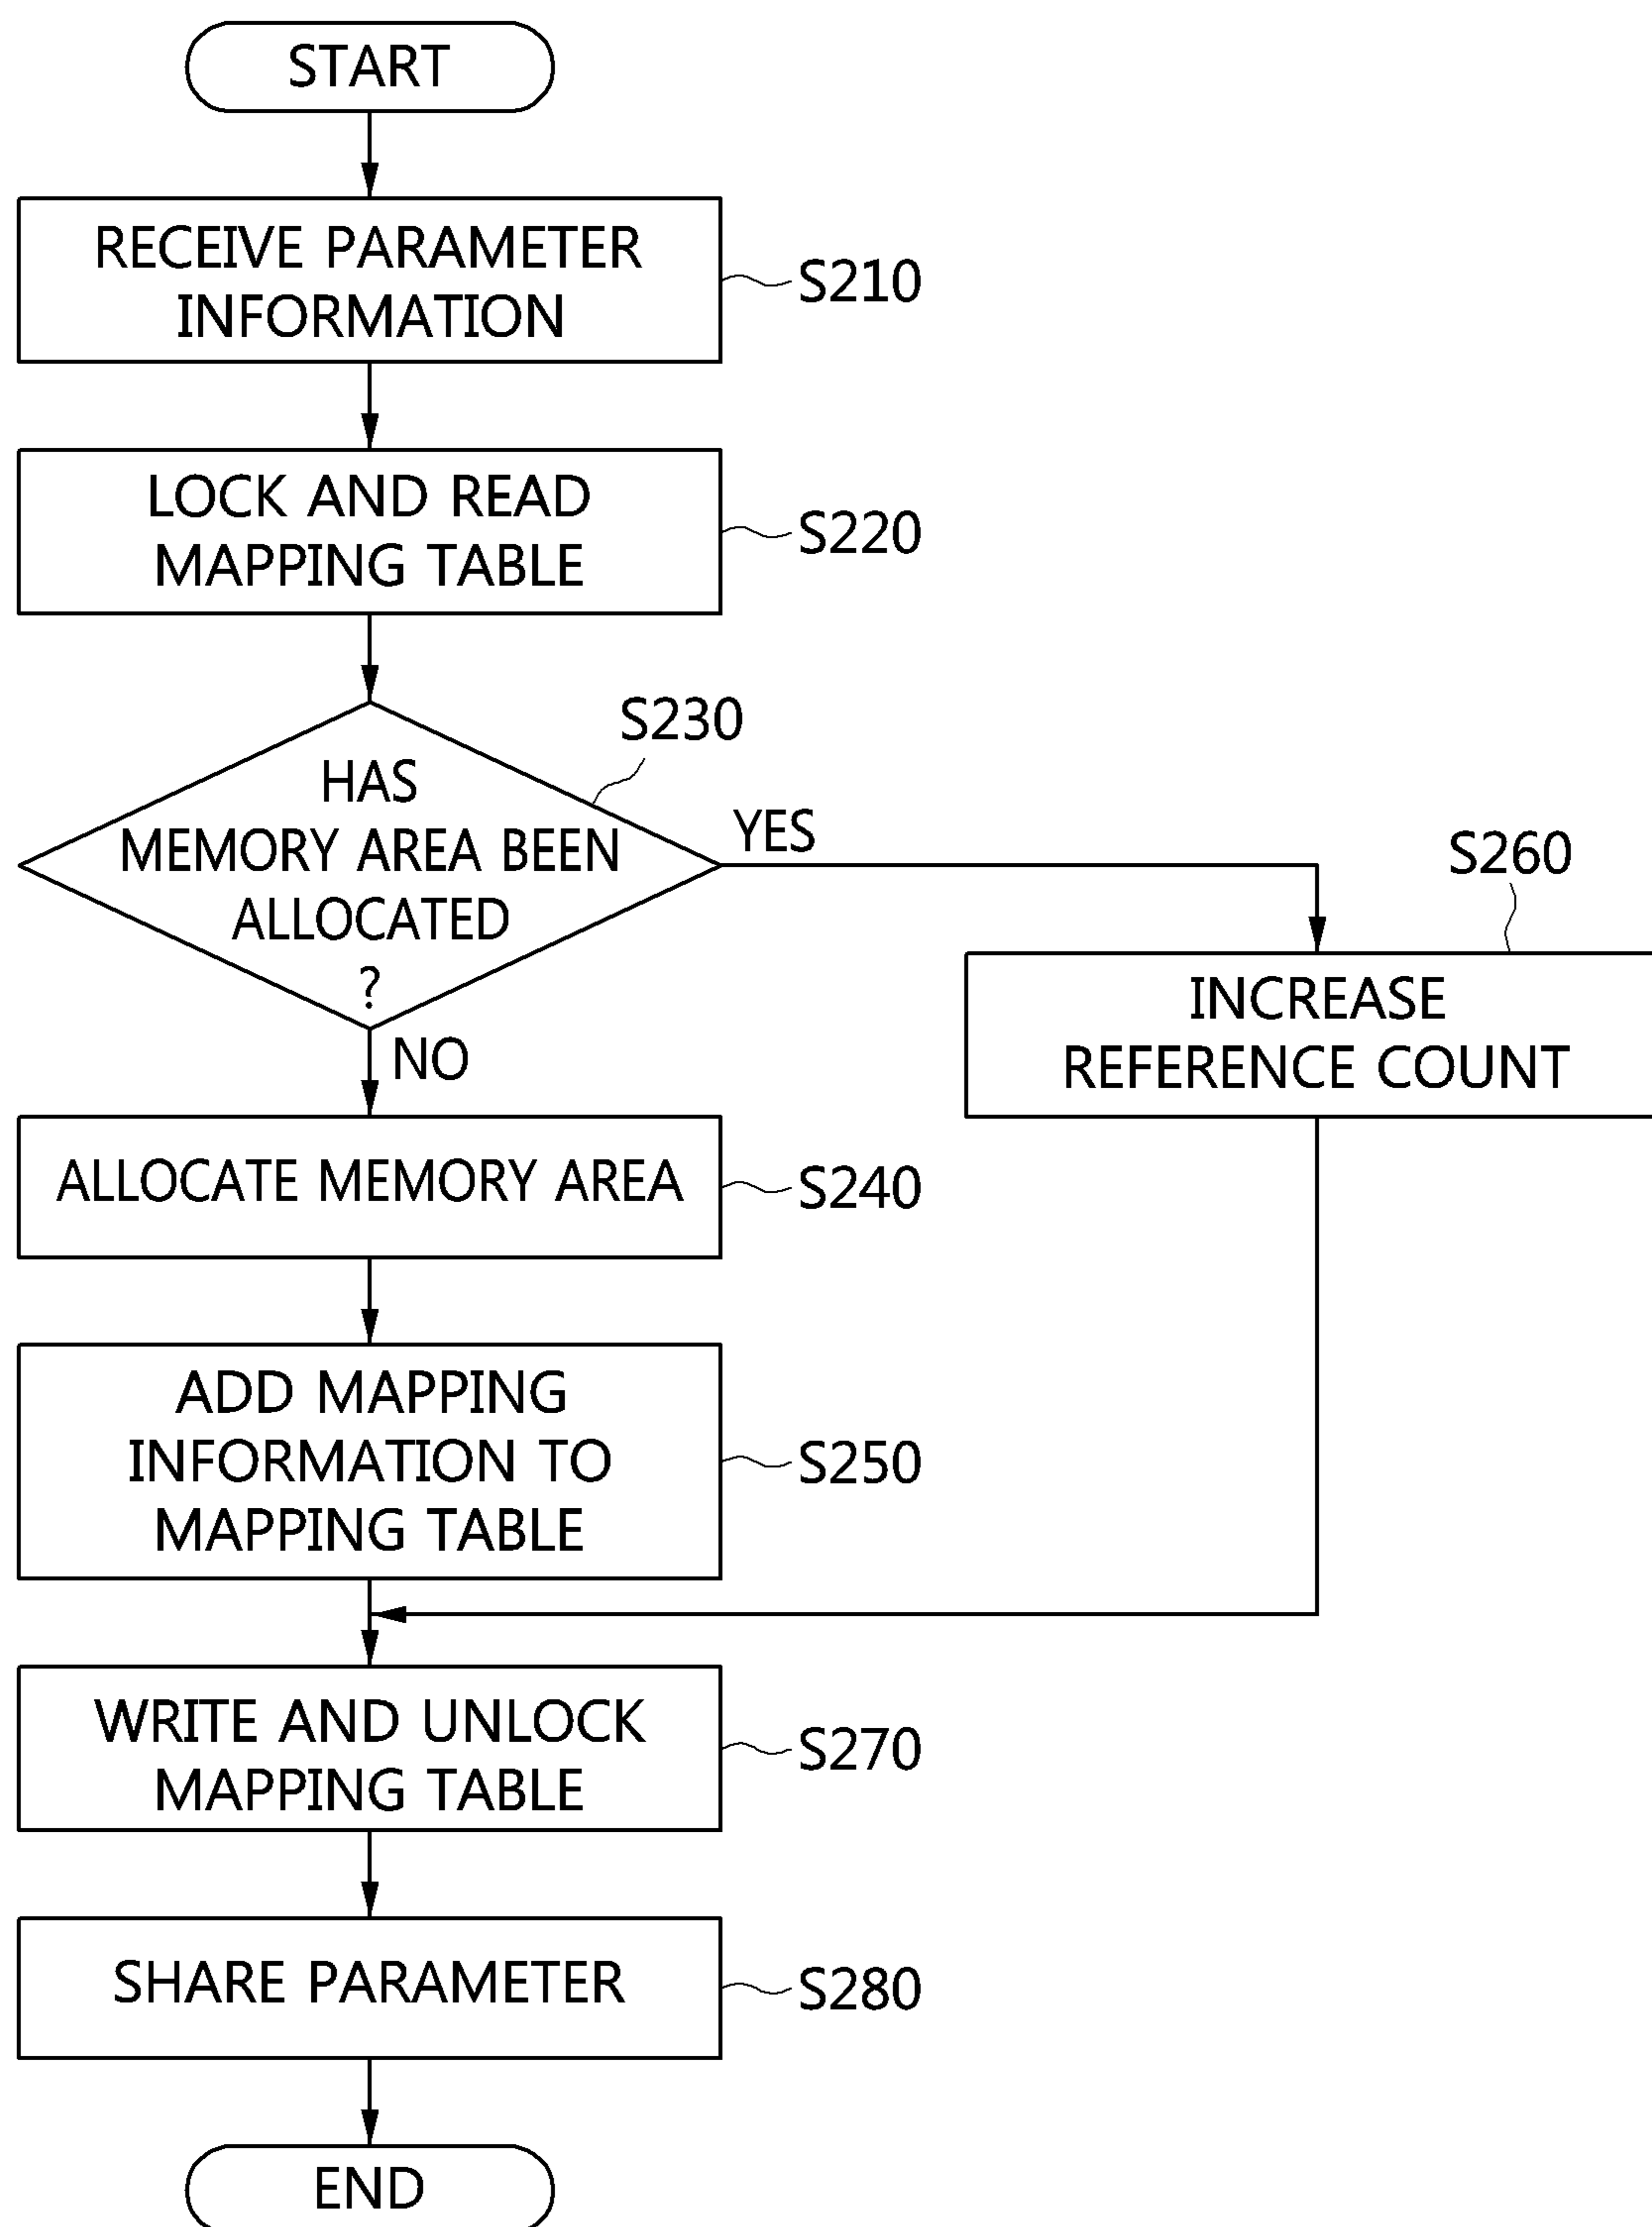 START
RECEIVE PARAMETER
INFORMATION
S210
LOCK AND READ
MAPPING TABLE
S220
S230
HAS
MEMORY AREA BEEN
ALLOCATED
?
YES
NO
S260
INCREASE
REFERENCE COUNT
ALLOCATE MEMORY AREA
S240
ADD MAPPING
INFORMATION TO
MAPPING TABLE
S250
WRITE AND UNLOCK
MAPPING TABLE
S270
SHARE PARAMETER
S280
END